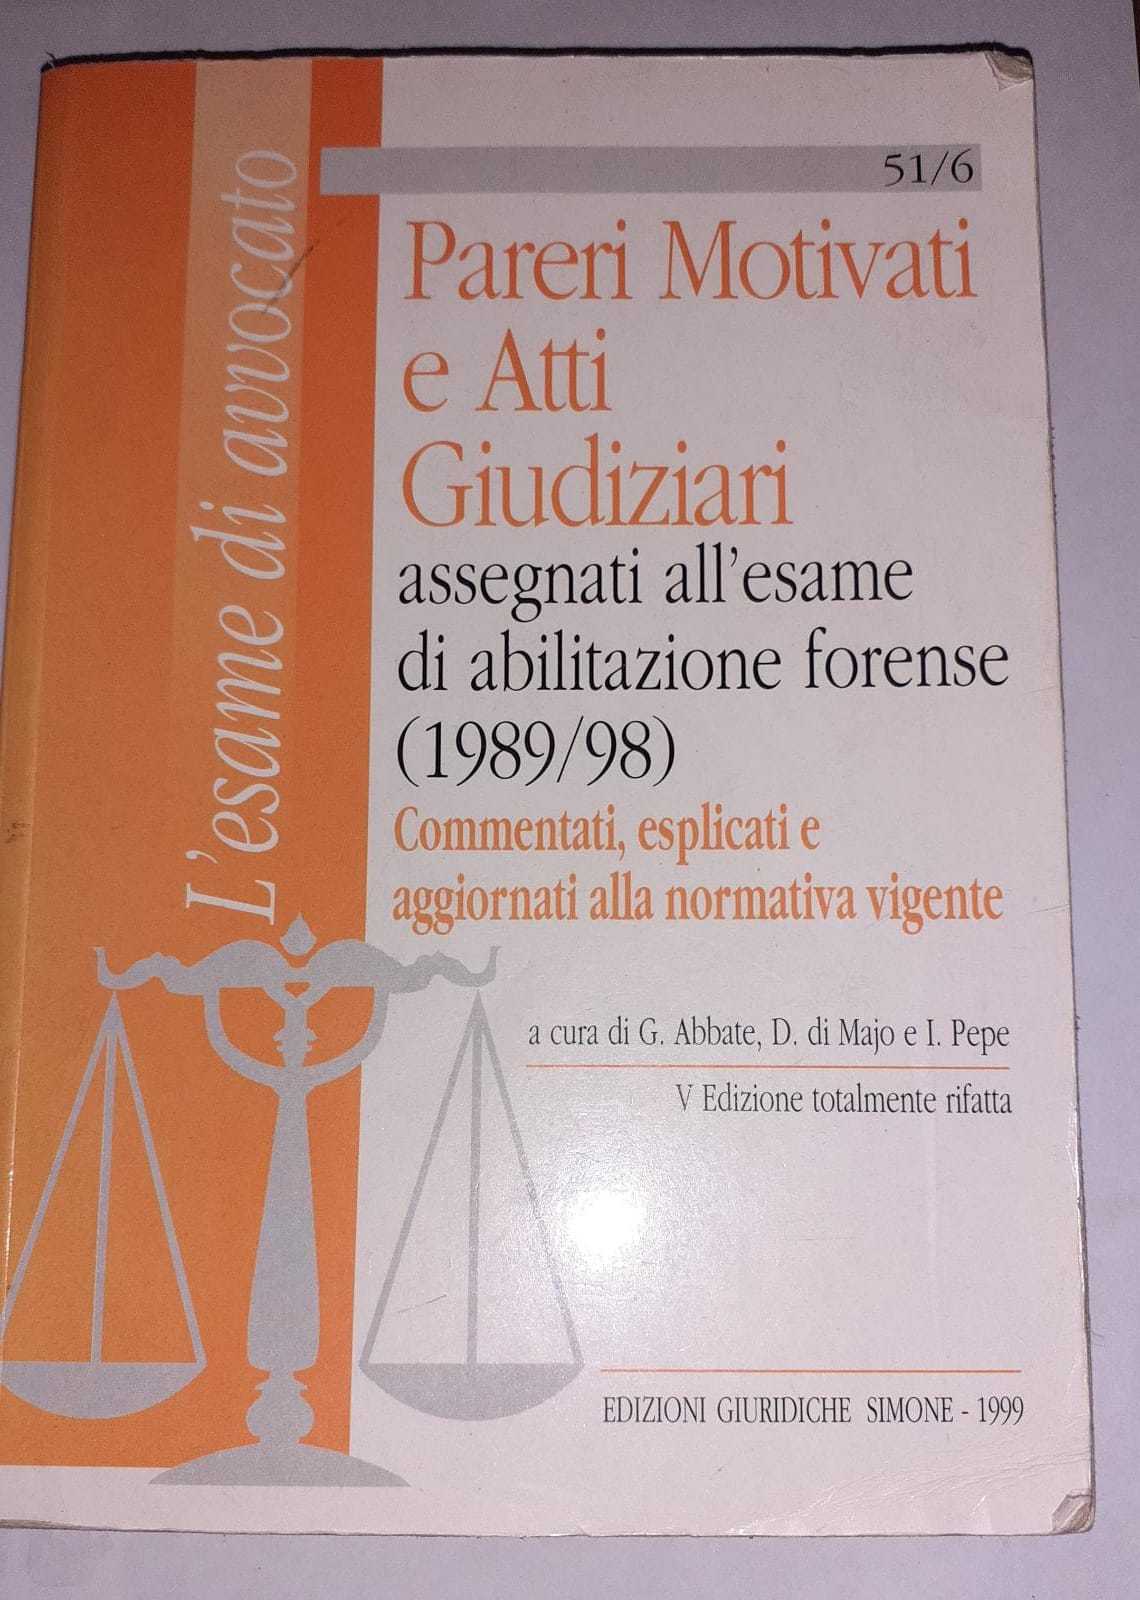 L'esame di avvocato
51/6
Pareri Motivati
e Atti
Giudiziari
assegnati all'esame
di abilitazione forense
(1989/98)
Commentati, esplicati e
aggiornati alla normativa vigente
a cura di G. Abbate, D. di Majo e I. Pepe
V Edizione totalmente rifatta
EDIZIONI GIURIDICHE SIMONE - 1999